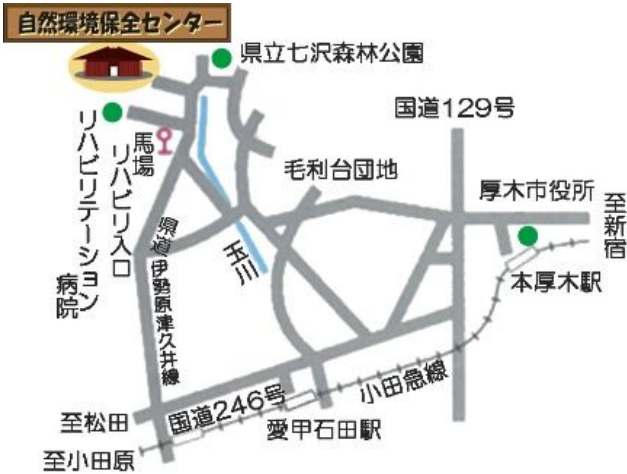 自然環境保全センター
県立七沢森林公園
国道129号
馬場
リハビリ入口
リハビリテーション
病院
毛利台団地
厚木市役所
至新宿
県道
伊勢原津久井線
玉川
本厚木駅
小田急線
国道246号
愛甲石田駅
至松田
至小田原